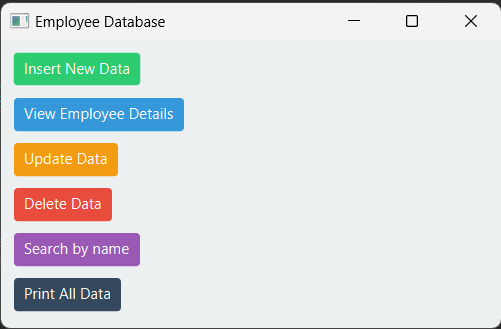 Employee Database
Insert New Data
View Employee Details
Update Data
Delete Data
Search by name
Print All Data